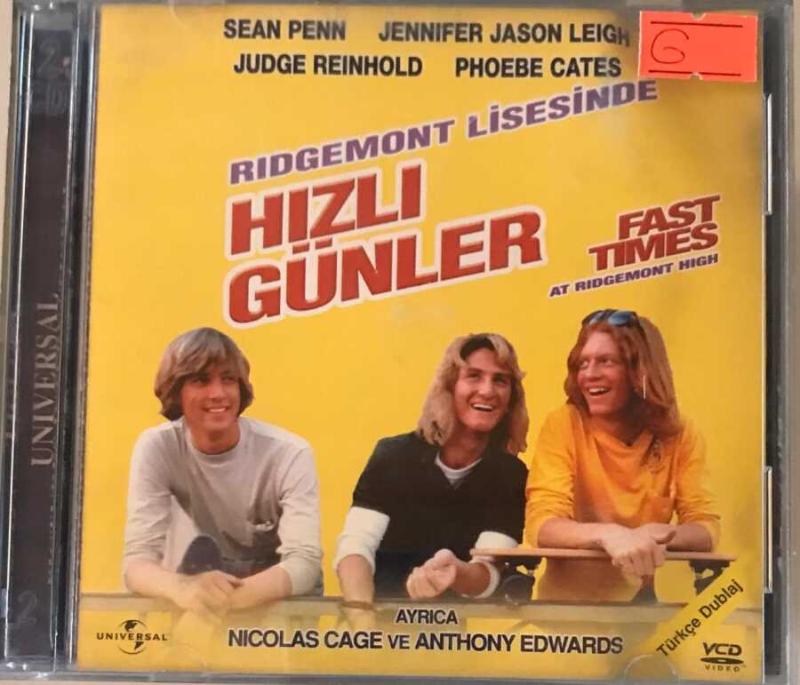 SEAN PENN JENNIFER JASON LEIGH
G
JUDGE REINHOLD PHOEBE CATES
RIDGEMONT LİSESİNDE
HIZLI
GÜNLER
FAST
TIMES
AT RIDGEMONT HIGH
UNIVERSAL
2
AYRICA
NICOLAS CAGE VE ANTHONY EDWARDS
UNIVERSAL
Türkçe Dublaj
VCD
VIDEO